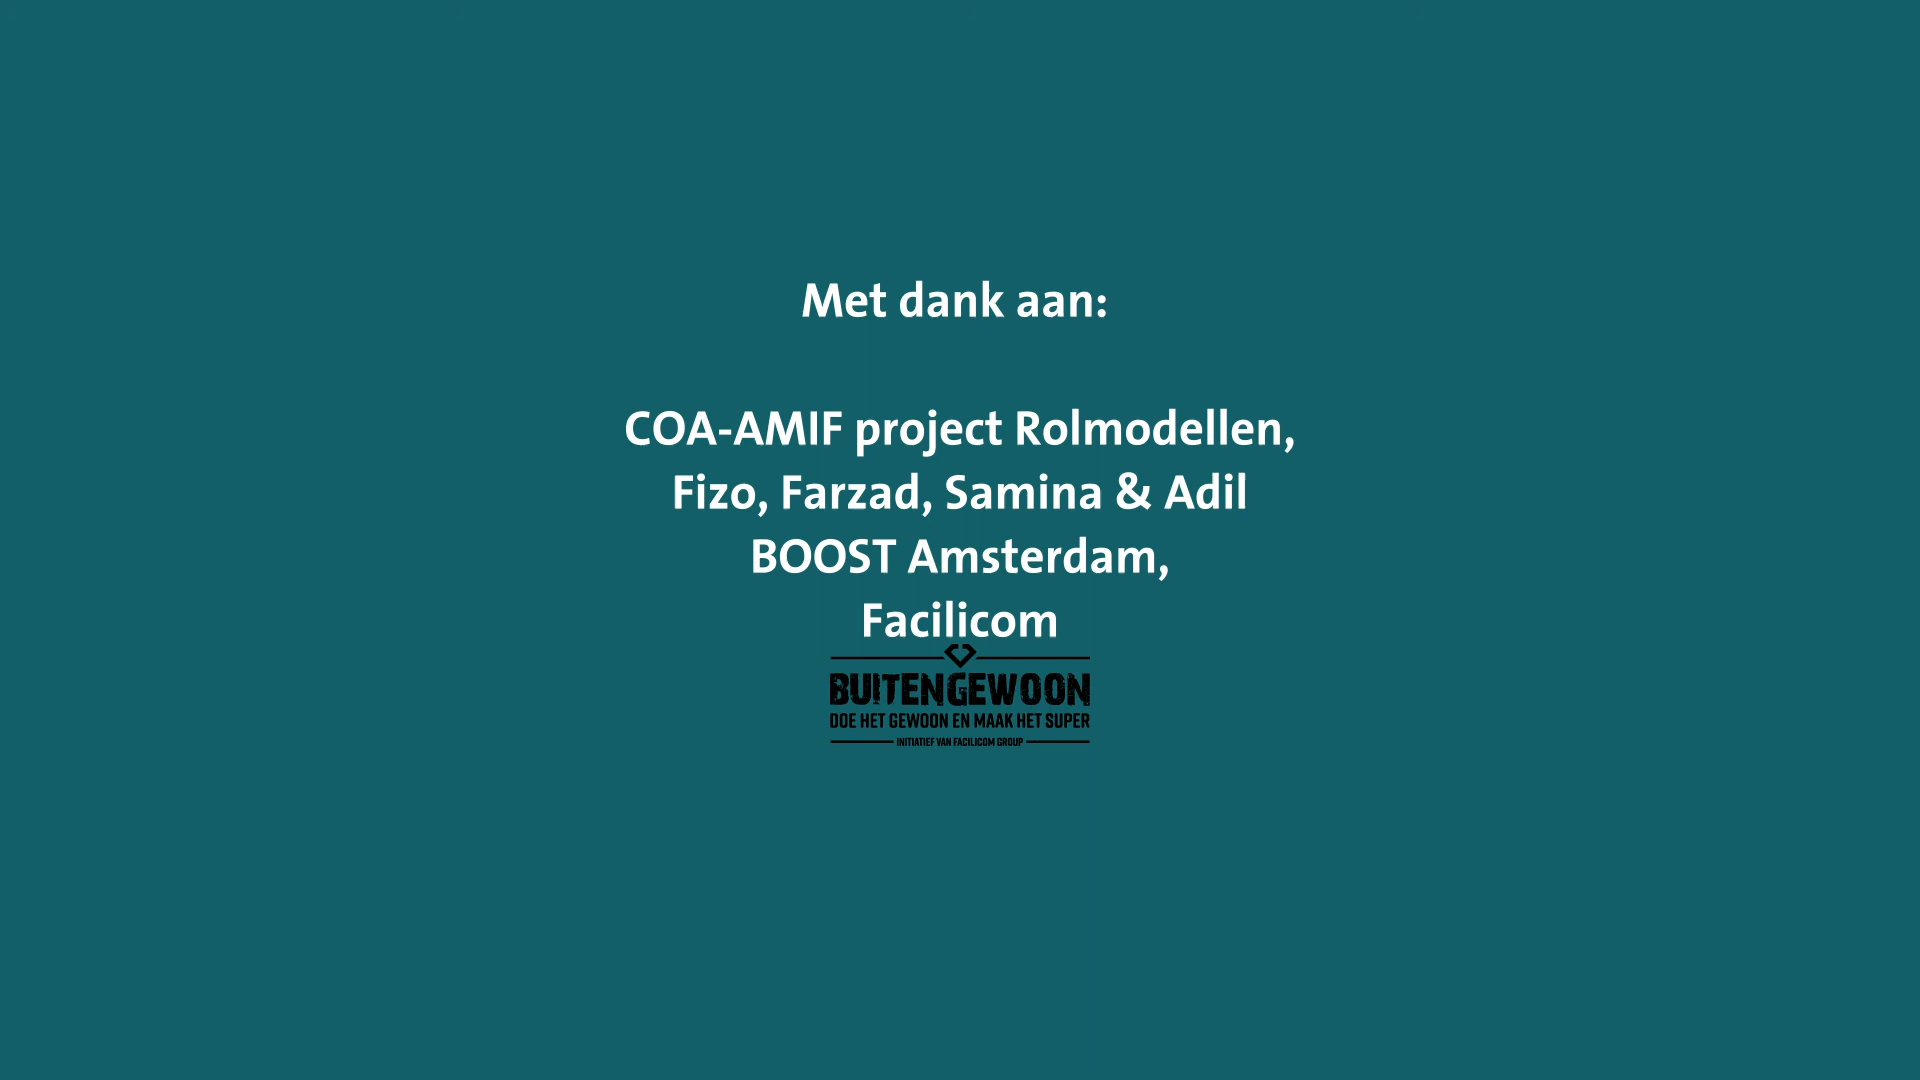 Met dank aan:
COA-AMIF project Rolmodellen,
Fizo, Farzad, Samina & Adil
BOOST Amsterdam,
Facilicom
BUITENGEWOON
DOE HET GEWOON EN MAAK HET SUPER
INITIATIEF VAN FACILICOM GROUP